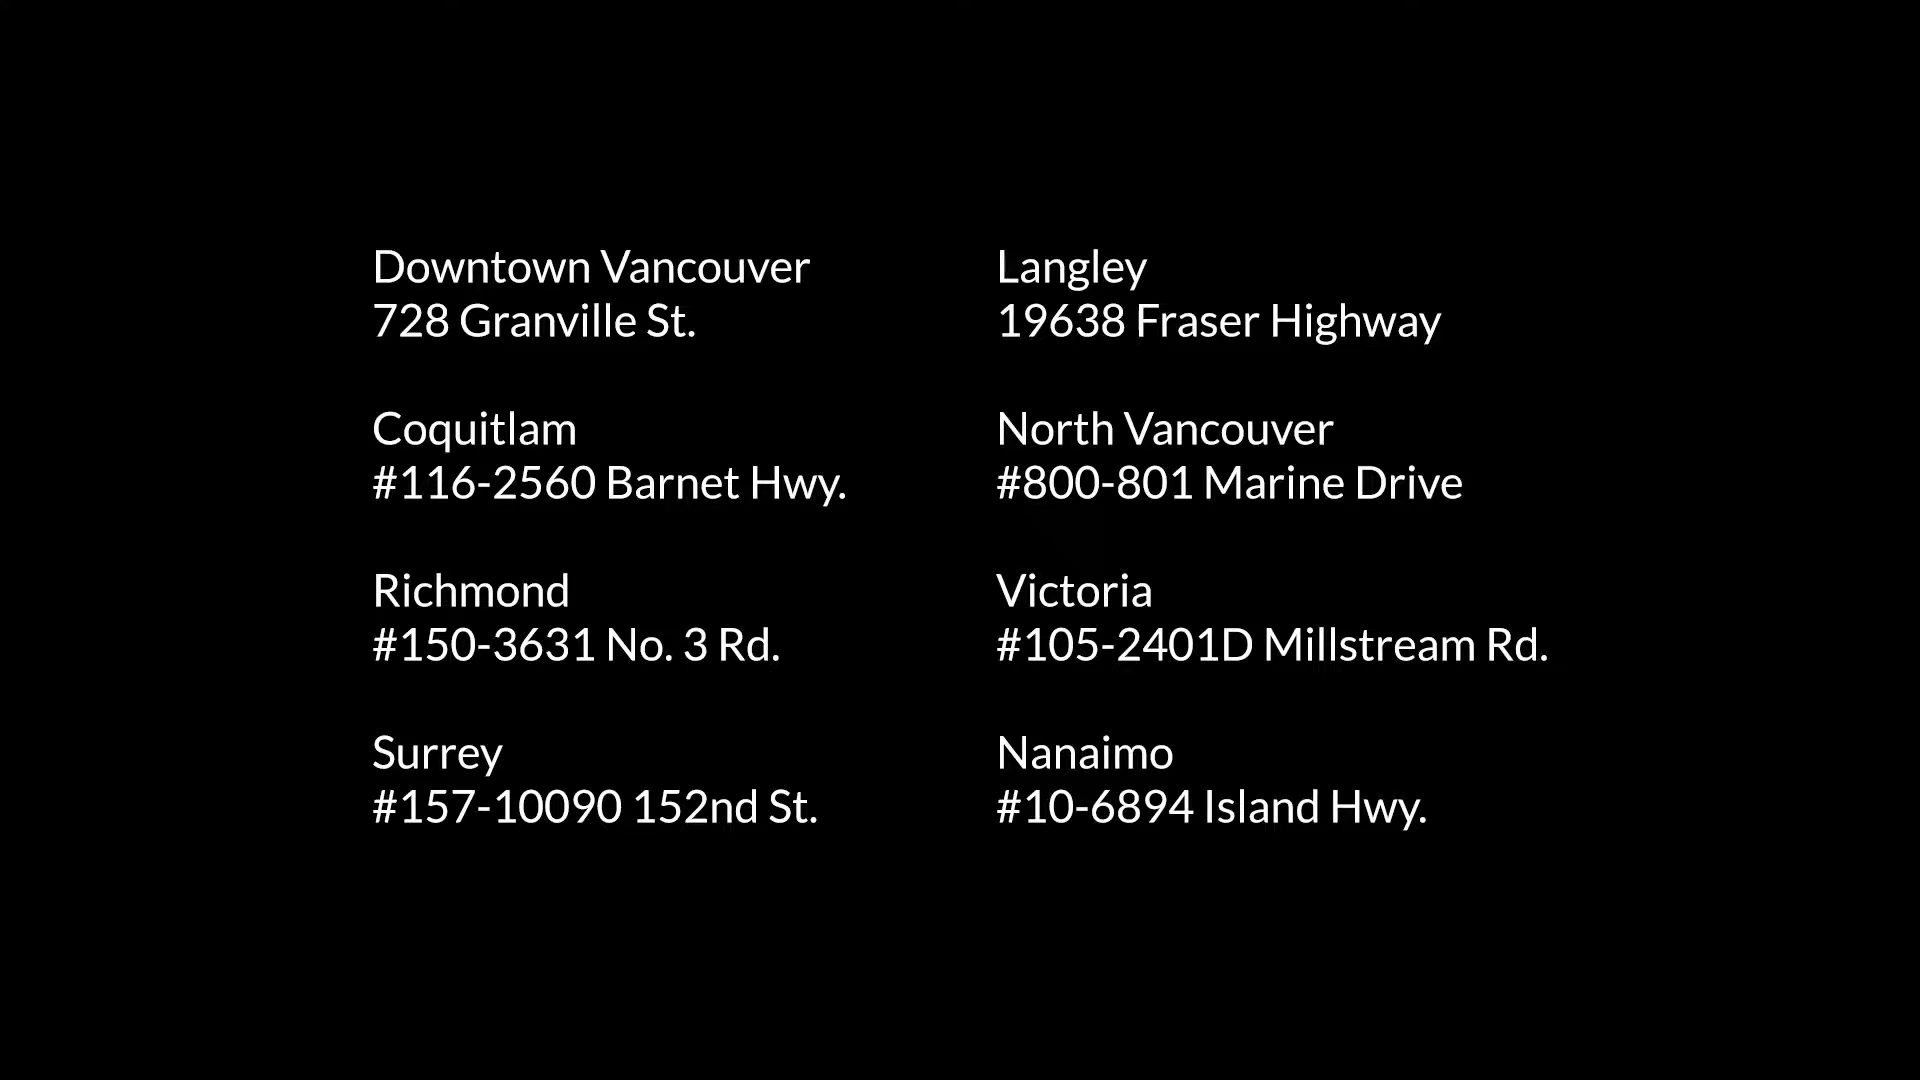 Downtown Vancouver
728 Granville St.
Coquitlam
#116-2560 Barnet Hwy.
Richmond
#150-3631 No. 3 Rd.
Surrey
#157-10090 152nd St.
Langley
19638 Fraser Highway
North Vancouver
#800-801 Marine Drive
Victoria
#105-2401D Millstream Rd.
Nanaimo
#10-6894 Island Hwy.